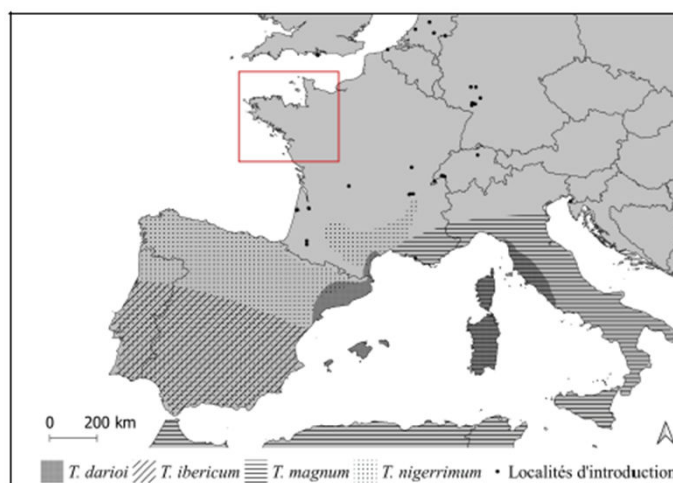 0 200 km
T. darioi T. ibericum T. magnum T. nigerrimum • Localités d'introduction